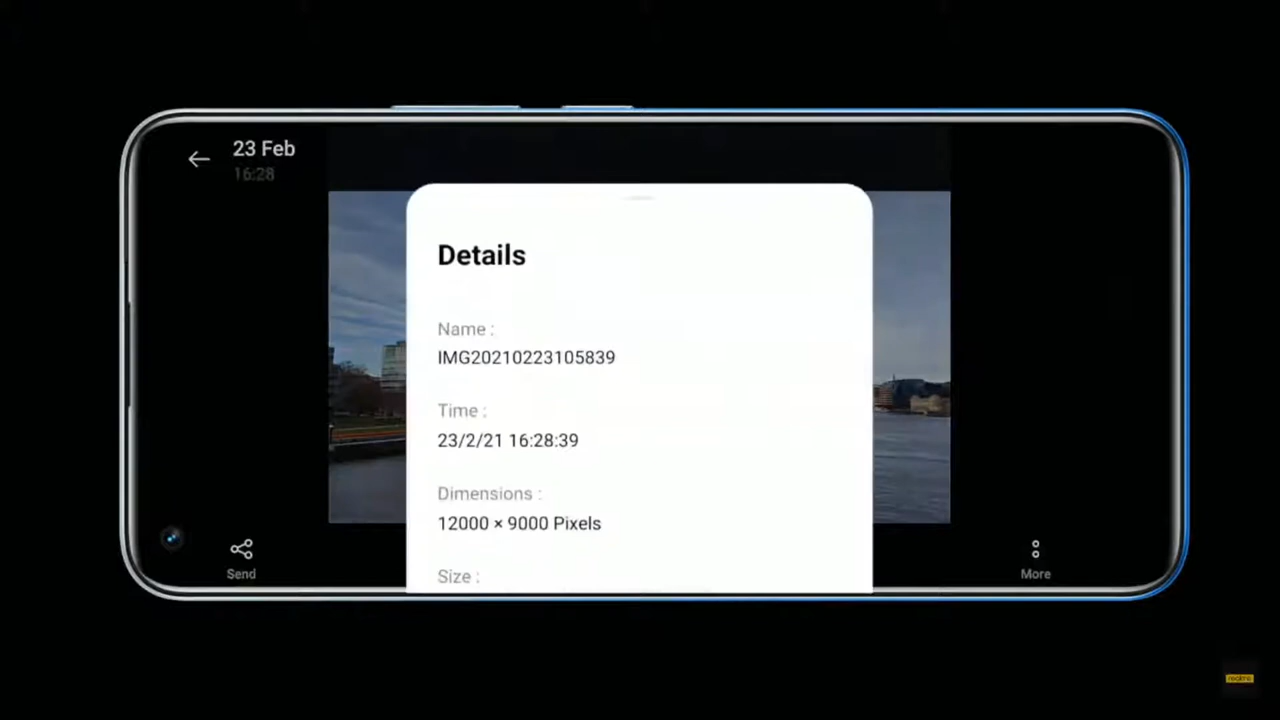 23 Feb
16:28
Details
Name :
IMG20210223105839
Time :
23/2/21 16:28:39
Dimensions :
12000 × 9000 Pixels
Size :
Send
More
realme